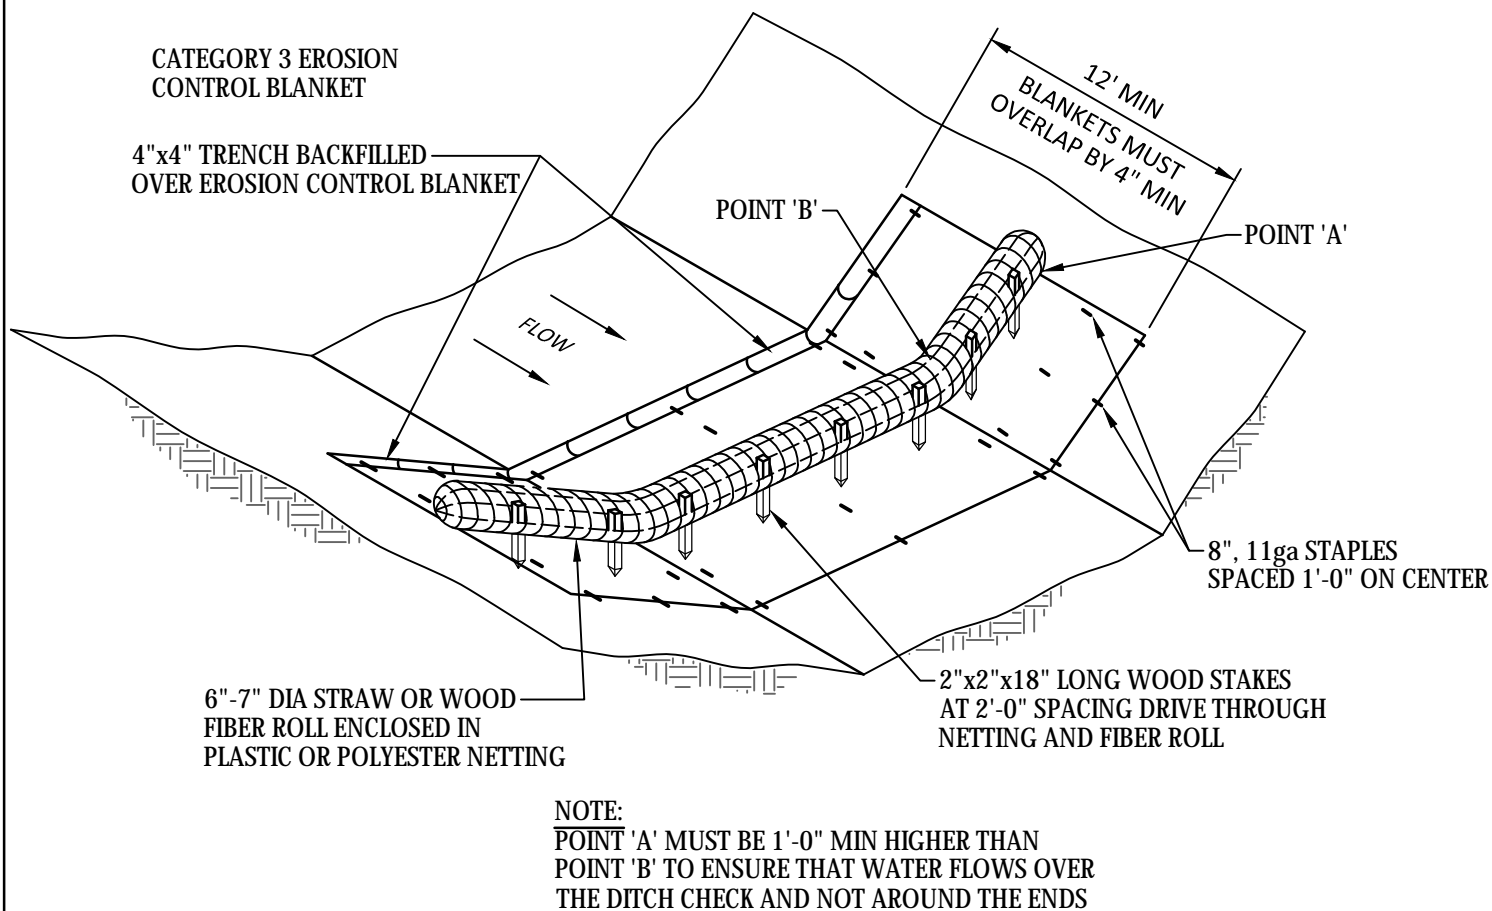 CATEGORY 3 EROSION
CONTROL BLANKET
4"x4" TRENCH BACKFILLED
OVER EROSION CONTROL BLANKET
12' MIN
BLANKETS MUST
OVERLAP BY 4" MIN
POINT 'B'
POINT 'A'
FLOW
8", 11ga STAPLES
SPACED 1'-0" ON CENTER
6"-7" DIA STRAW OR WOOD
FIBER ROLL ENCLOSED IN
PLASTIC OR POLYESTER NETTING
2"x2"x18" LONG WOOD STAKES
AT 2'-0" SPACING DRIVE THROUGH
NETTING AND FIBER ROLL
NOTE:
POINT 'A' MUST BE 1'-0" MIN HIGHER THAN
POINT 'B' TO ENSURE THAT WATER FLOWS OVER
THE DITCH CHECK AND NOT AROUND THE ENDS